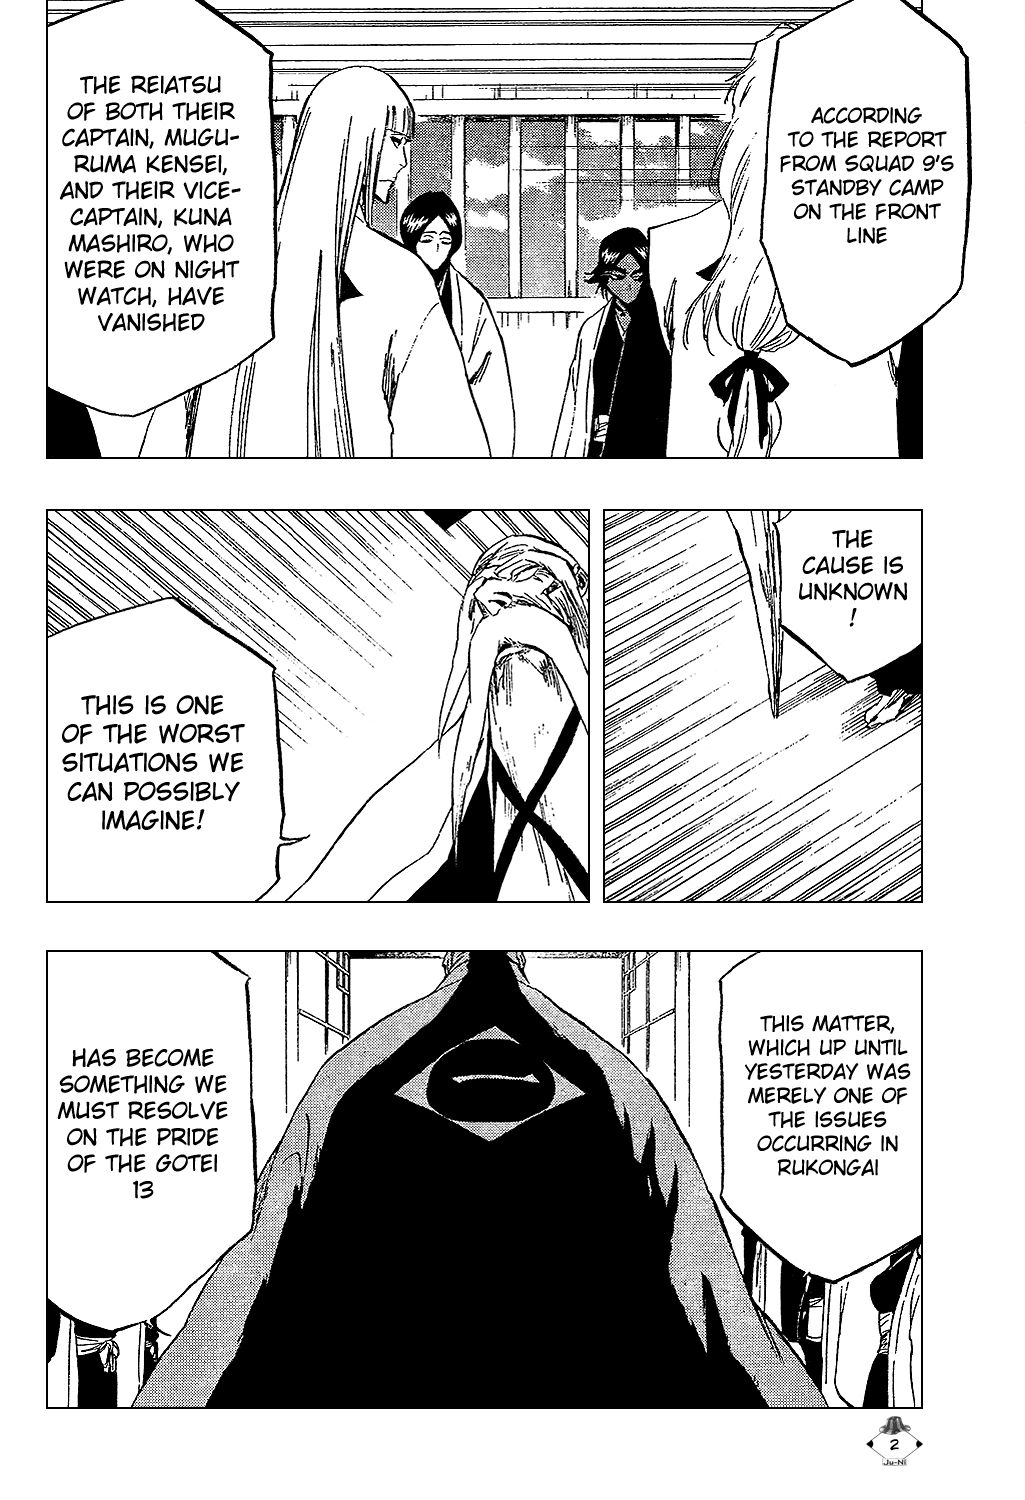 ACCORDING
TO THE REPORT
FROM SQUAD 9'S
STANDBY CAMP
ON THE FRONT
LINE
THE REIATSU
OF BOTH THEIR
CAPTAIN, MUGU-
RUMA KENSEI,
AND THEIR VICE-
CAPTAIN, KUNA
MASHIRO, WHO
WERE ON NIGHT
WATCH, HAVE
VANISHED
THE
CAUSE IS
UNKNOWN
!
THIS IS ONE
OF THE WORST
SITUATIONS WE
CAN POSSIBLY
IMAGINE!
THIS MATTER,
WHICH UP UNTIL
YESTERDAY WAS
MERELY ONE OF
THE ISSUES
OCCURRING IN
RUKONGAI
HAS BECOME
SOMETHING WE
MUST RESOLVE
ON THE PRIDE
OF THE GOTEI
13
2
Ju-Ni